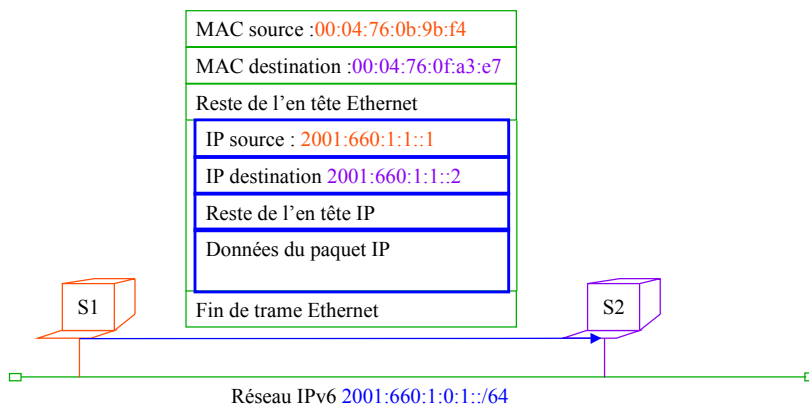 MAC source :00:04:76:0b:9b:f4
MAC destination :00:04:76:0f:a3:e7
Reste de l'en tête Ethernet
IP source : 2001:660:1:1::1
IP destination 2001:660:1:1::2
Reste de l'en tête IP
Données du paquet IP
Fin de trame Ethernet
S1
S2
Réseau IPv6 2001:660:1:0:1::/64